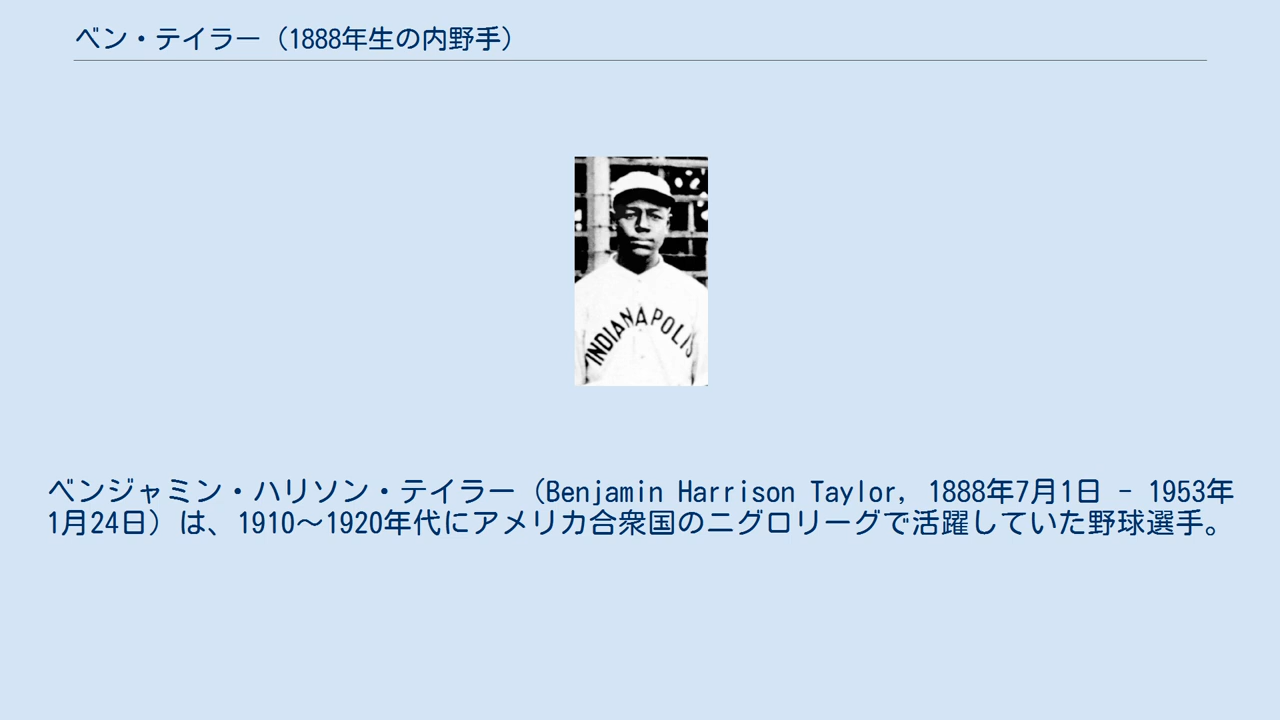 ベン・テイラー（1888年生の内野手）
INDIANAPOLIS
ベンジャミン・ハリソン・テイラー（Benjamin Harrison Taylor, 1888年7月1日 - 1953年
1月24日）は、1910～1920年代にアメリカ合衆国のニグロリーグで活躍していた野球選手。